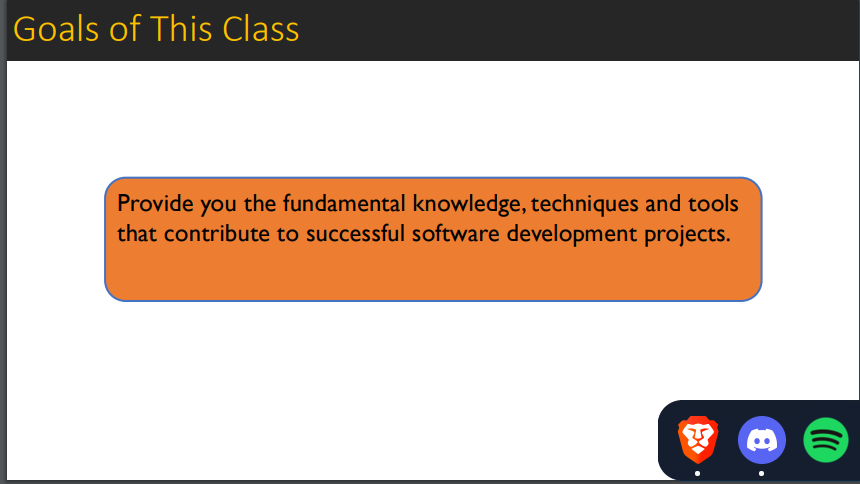 Goals of This Class
Provide you the fundamental knowledge, techniques and tools
that contribute to successful software development projects.